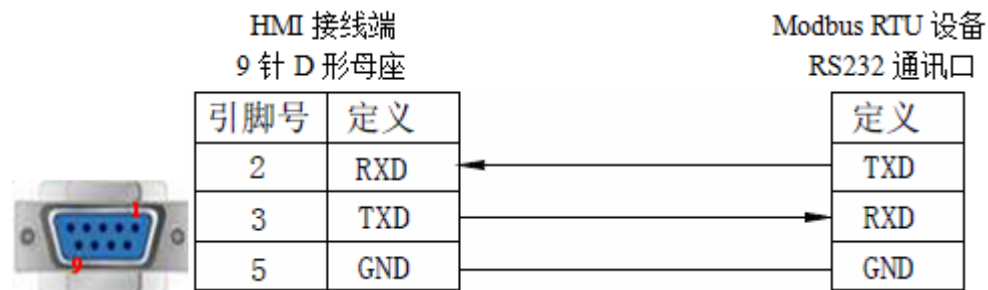 HMI 接线端 Modbus RTU 设备
9 针 D 形母座 RS232 通讯口
引脚号 定义 定义
2 RXD TXD
1
3 TXD RXD
9
5 GND GND